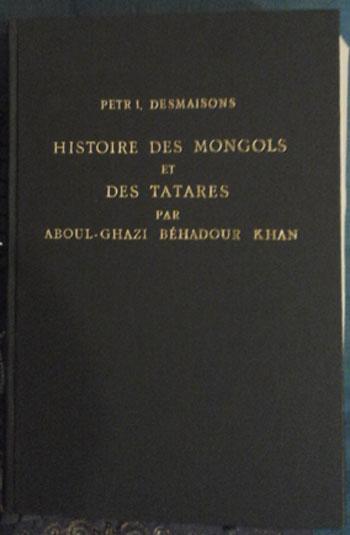 PETR I. DESMAISONS
HISTOIRE DES MONGOLS
ET
DES TATARES
PAR
ABOUL-GHAZI BÉHADOUR KHAN